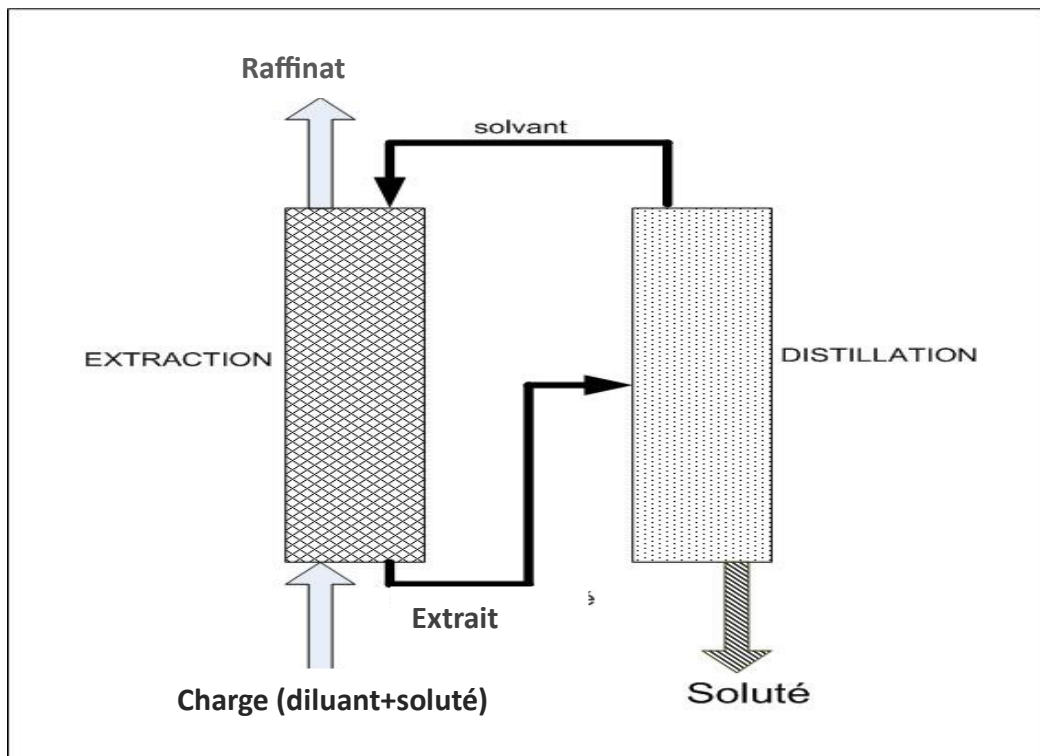 Raffinat
solvant
EXTRACTION
DISTILLATION
Extrait
é
Charge (diluant+soluté)
Soluté